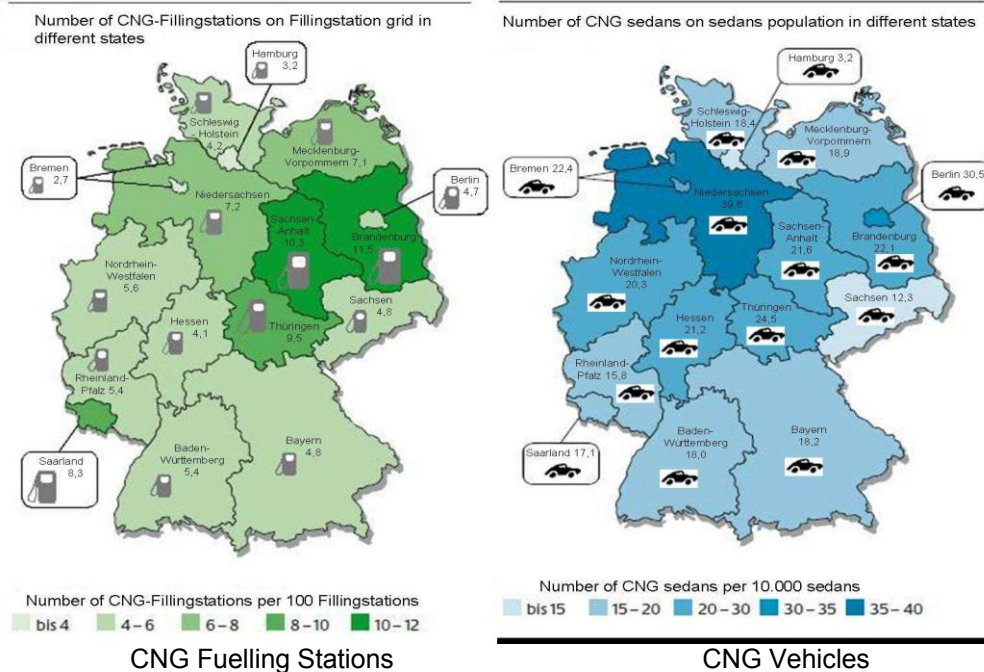 Number of CNG-Fillingstations on Fillingstation grid in
different states
Hamburg
3,2
Schleswig
- Holstein
4,2
Mecklenburg-
Vorpommern 7,1
Bremen
2,7
Niedersachsen
7,2
Berlin
4,7
Sachsen-
Anhalt
10,3
Brandenburg
11,5
Nordrhein-
Westfalen
5,6
Sachsen
4,8
Hessen
4,1
Thüringen
9,5
Rheinland-
Pfalz 5,4
Saarland
8,3
Baden-
Württemberg
5,4
Bayern
4,8
Number of CNG-Fillingstations per 100 Fillingstations
bis 4
4 – 6
6 – 8
8 – 10
10 – 12
CNG Fuelling Stations
Number of CNG sedans on sedans population in different states
Hamburg 3,2
Schleswig-
Holstein 18,4
Mecklenburg-
Vorpommern
18,9
Bremen 22,4
Niedersachsen
39,6
Berlin 30,5
Sachsen-
Anhalt
21,6
Brandenburg
22,1
Nordrhein-
Westfalen
20,3
Sachsen 12,3
Hessen
21,2
Thüringen
24,5
Rheinland-
Pfalz 15,8
Saarland 17,1
Baden-
Württemberg
18,0
Bayern
18,2
Number of CNG sedans per 10.000 sedans
bis 15
15 – 20
20 – 30
30 – 35
35 – 40
CNG Vehicles